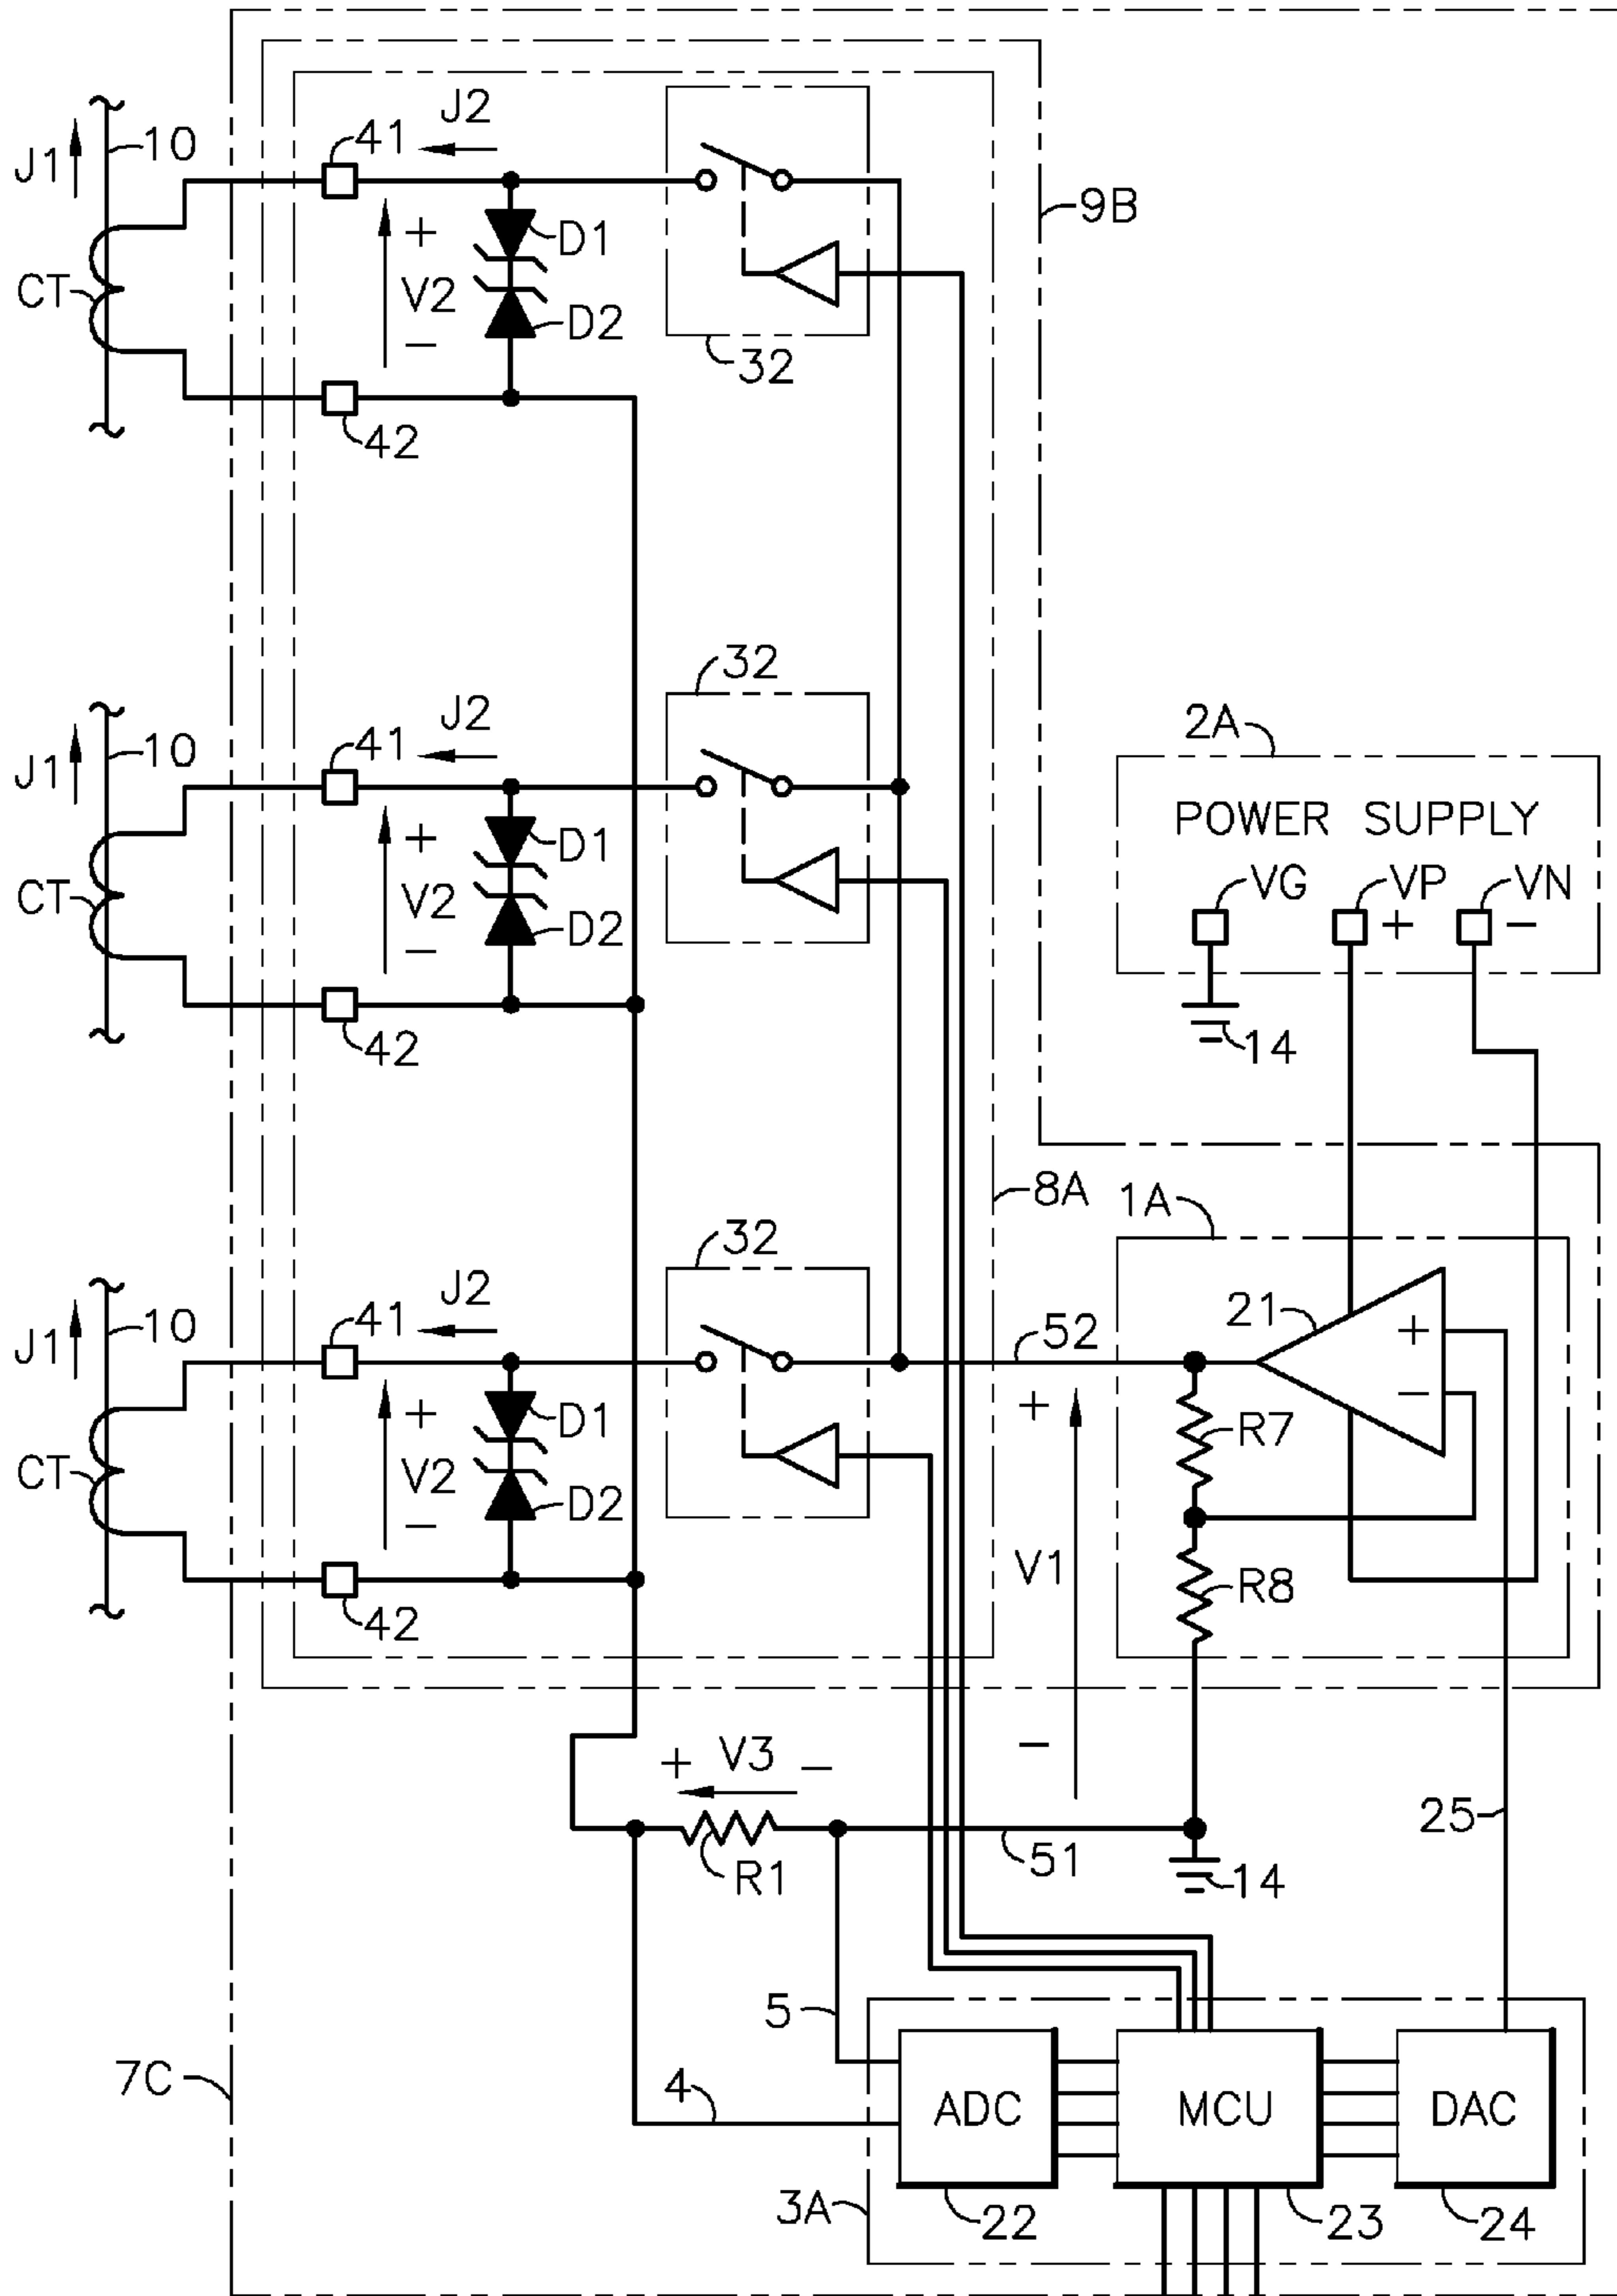 J2
41
10
J1
9B
+
D1
CT
V2
D2
−
32
42
32
2A
J2
41
10
J1
POWER SUPPLY
+
D1
VG
VP
VN
CT
V2
+
−
D2
−
42
14
8A
1A
32
J2
41
10
21
52
+
J1
+
−
+
D1
R7
CT
V2
D2
−
V1
R8
42
+
V3
−
−
25
R1
51
14
5
7C
4
ADC
MCU
DAC
3A
22
23
24